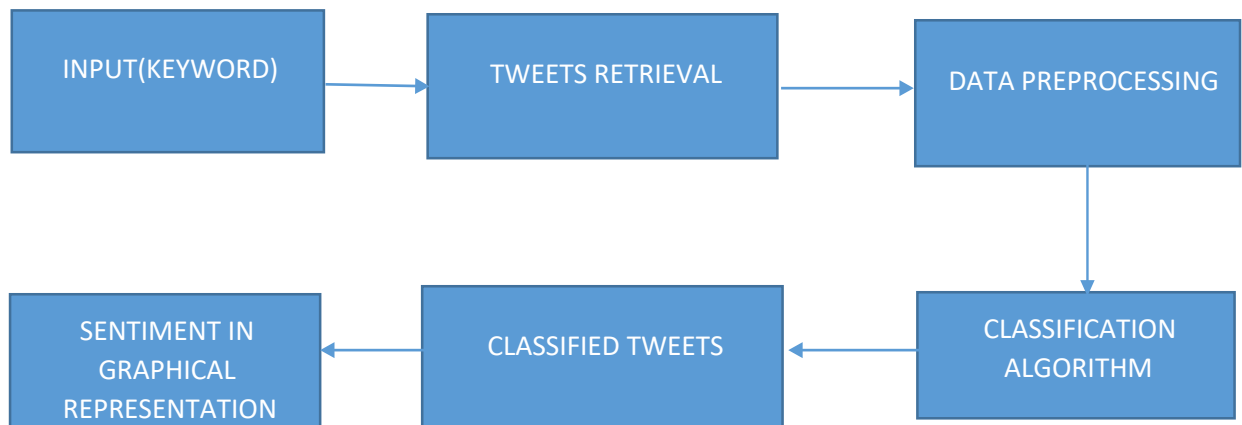 INPUT(KEYWORD)
TWEETS RETRIEVAL
DATA PREPROCESSING
CLASSIFICATION
ALGORITHM
CLASSIFIED TWEETS
SENTIMENT IN
GRAPHICAL
REPRESENTATION